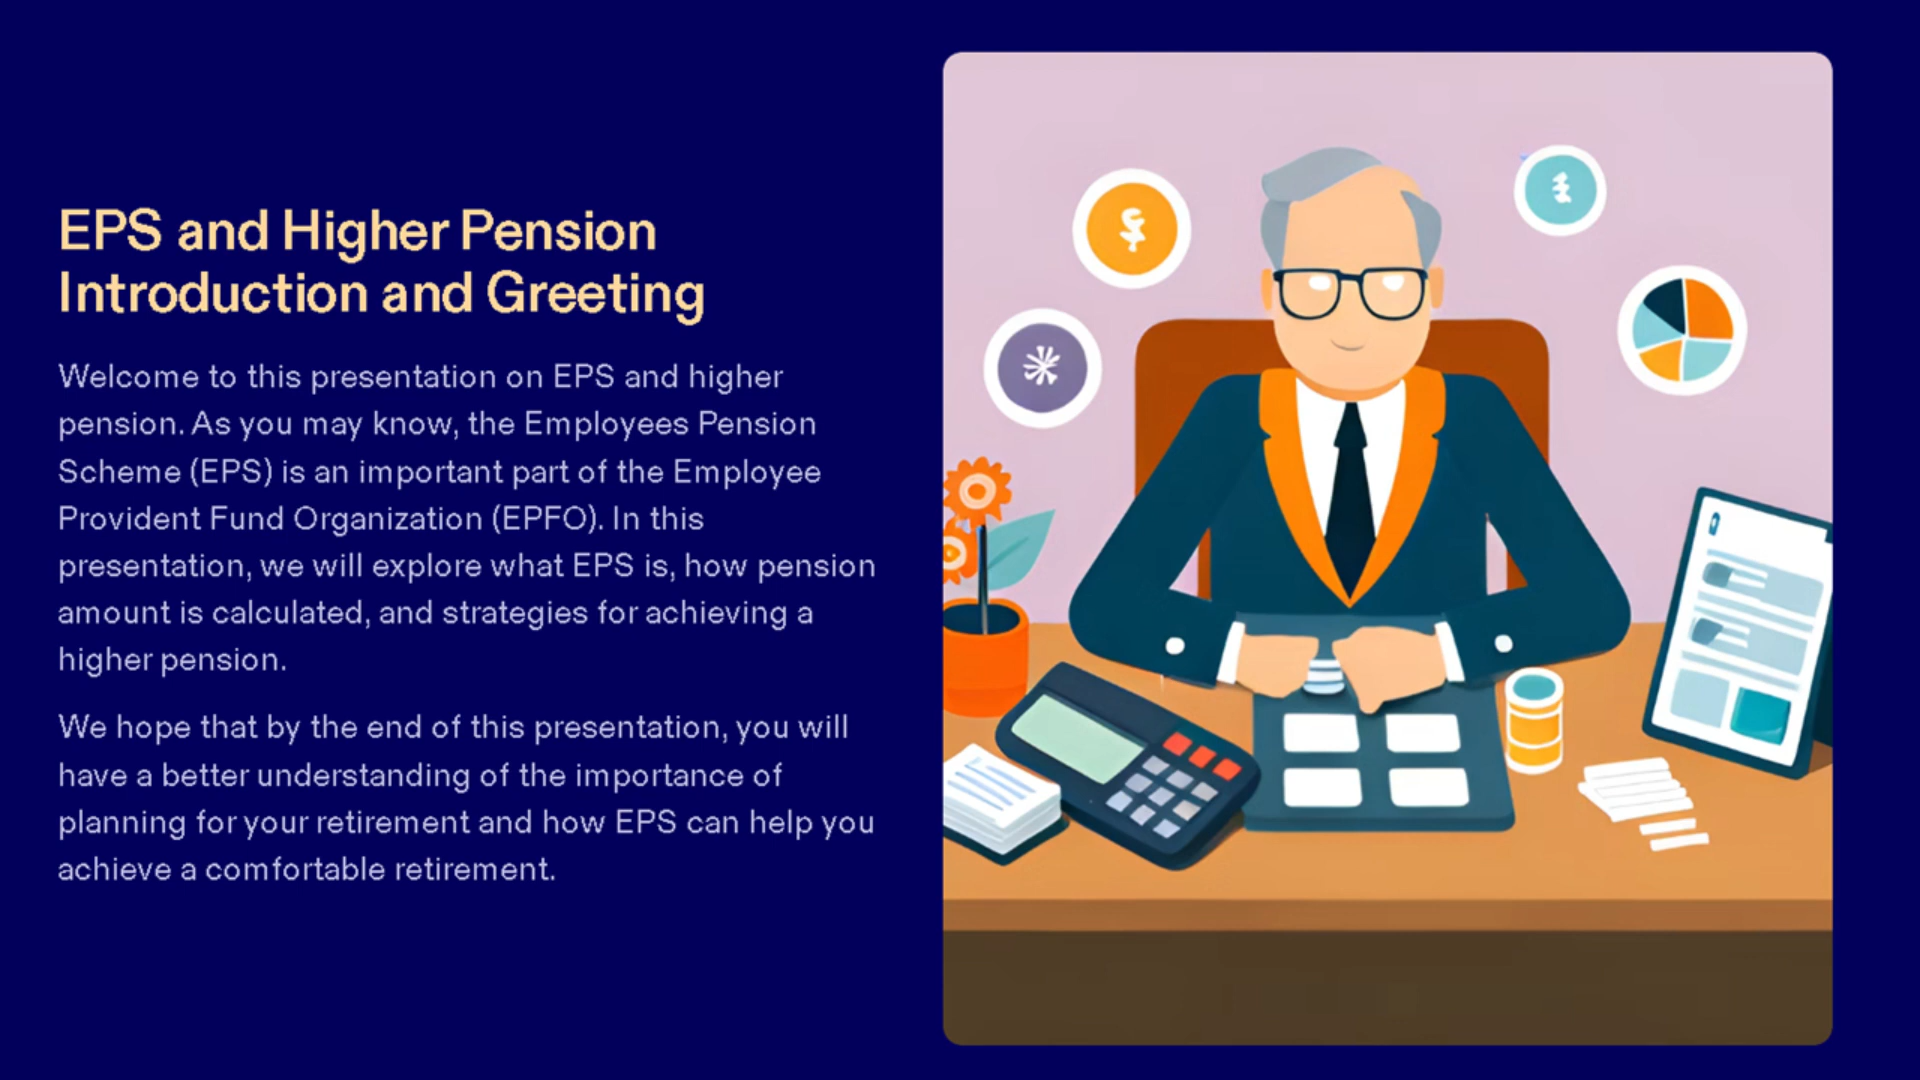 EPS and Higher Pension
Introduction and Greeting
Welcome to this presentation on EPS and higher
pension. As you may know, the Employees Pension
Scheme (EPS) is an important part of the Employee
Provident Fund Organization (EPFO). In this
presentation, we will explore what EPS is, how pension
amount is calculated, and strategies for achieving a
higher pension.
We hope that by the end of this presentation, you will
have a better understanding of the importance of
planning for your retirement and how EPS can help you
achieve a comfortable retirement.